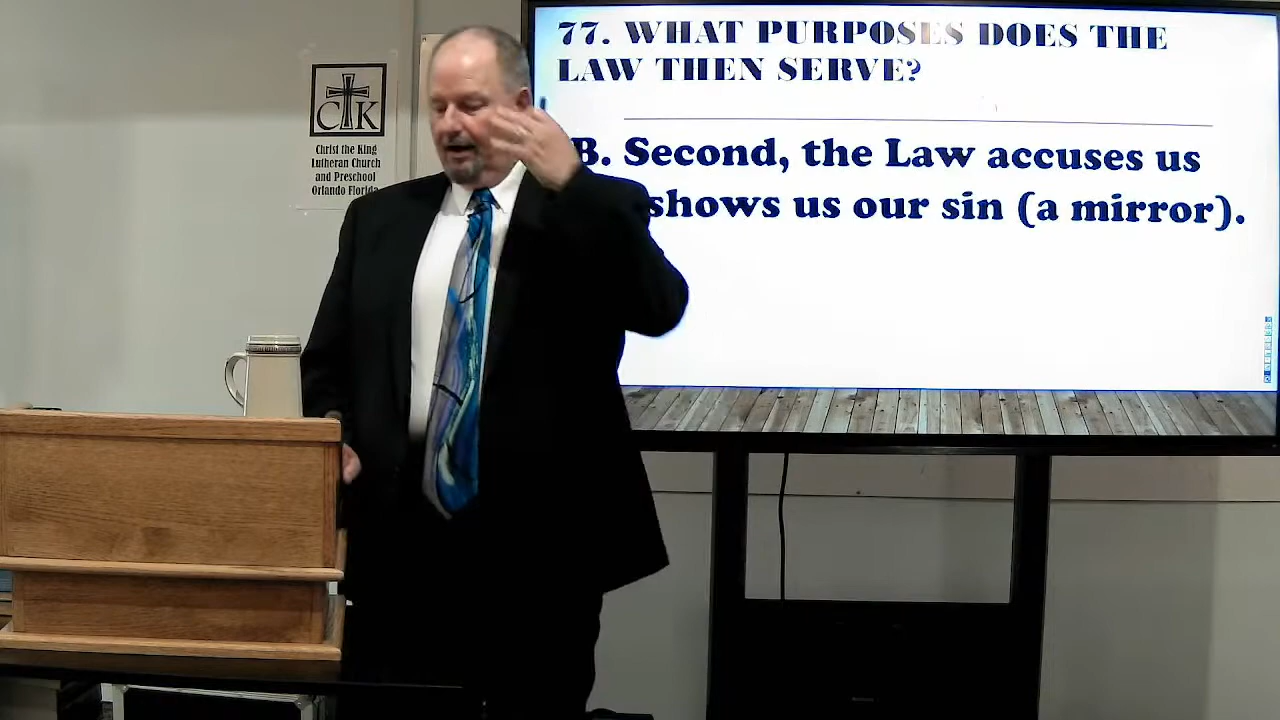 77. WHAT PURPOSES DOES THE
LAW THEN SERVE?
B. Second, the Law accuses us
shows us our sin (a mirror).
CTK
Christ the King
Lutheran Church
and Preschool
Orlando Florida